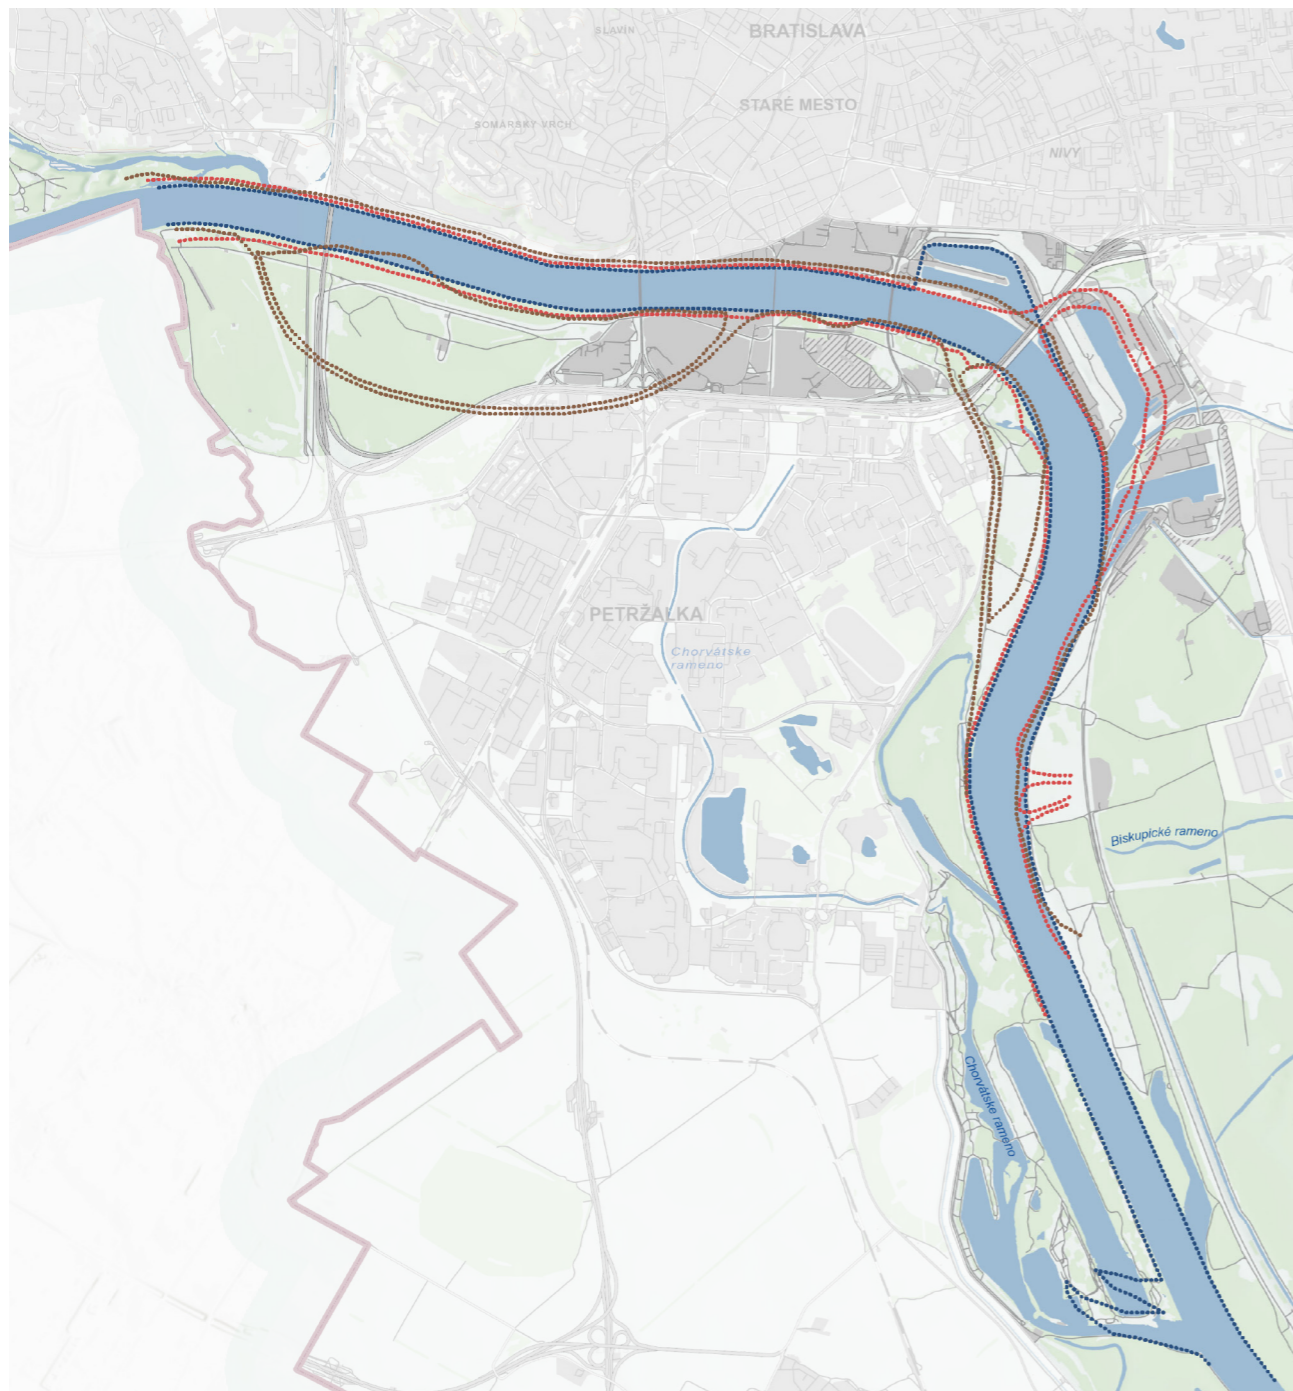 SLAVÍN
BRATISLAVA
STARÉ MESTO
SOMÁRSKY VRCH
NIVY
PETRŽALKA
Chorvátske
rameno
Biskupické rameno
Chorvátske rameno